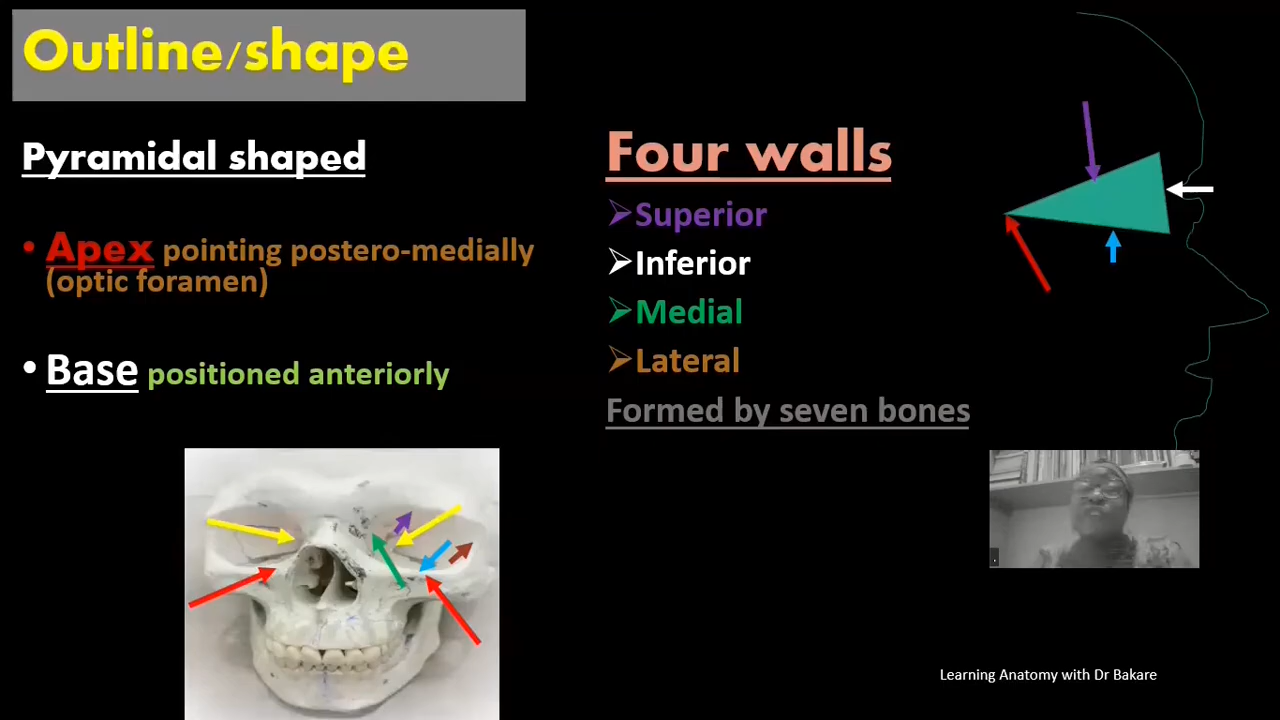 Outline/shape
Pyramidal shaped
• Apex pointing postero-medially
(optic foramen)
• Base positioned anteriorly
Four walls
➢Superior
➢Inferior
➢Medial
➢Lateral
Formed by seven bones
Learning Anatomy with Dr Bakare